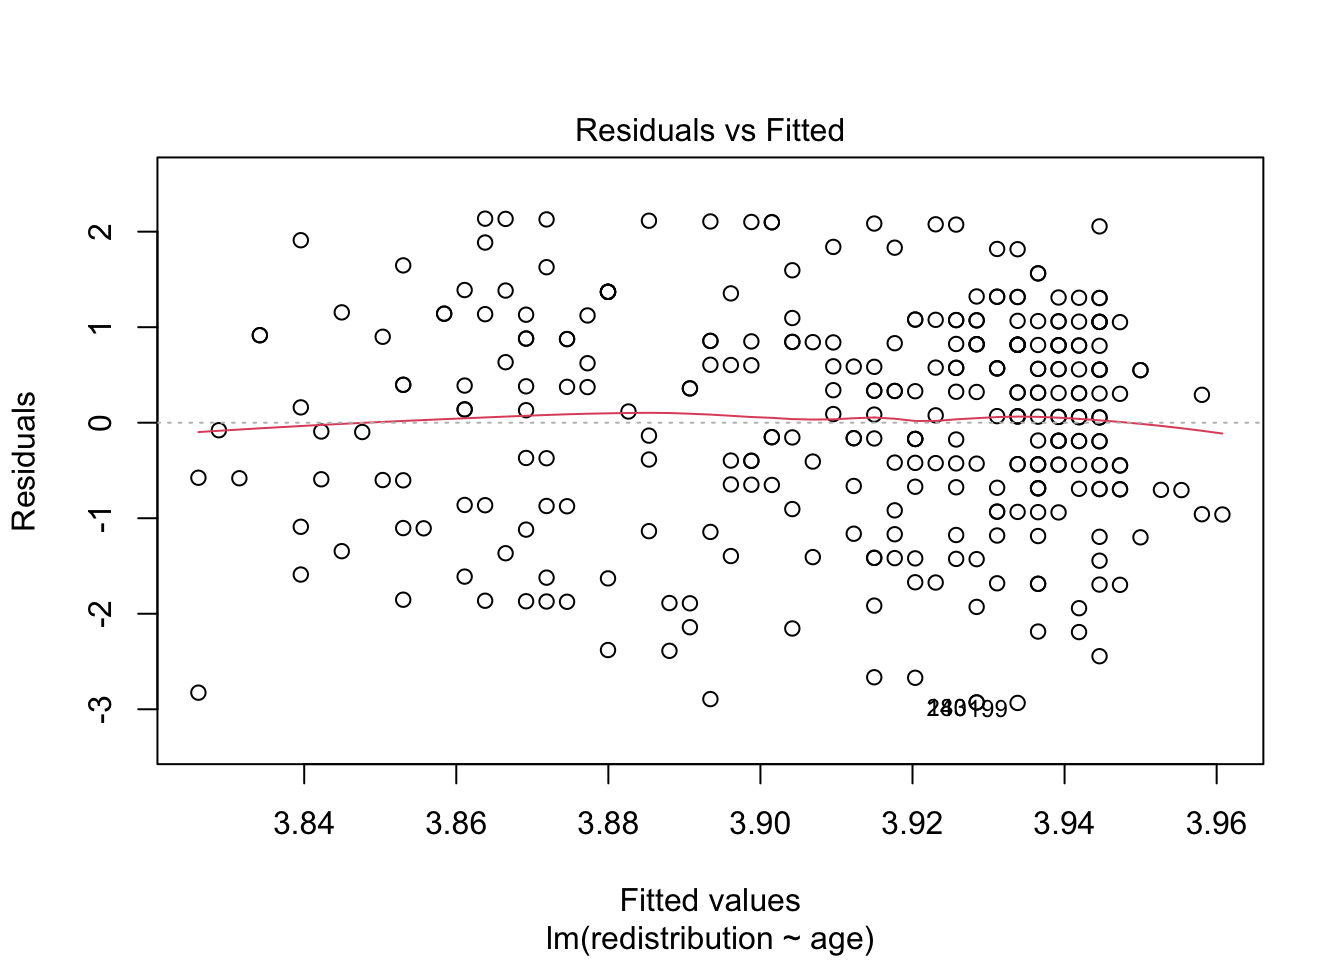 Residuals vs Fitted
Residuals
2
1
0
-1
-2
-3
199
3.84 3.86 3.88 3.90 3.92 3.94 3.96
Fitted values
lm(redistribution ~ age)